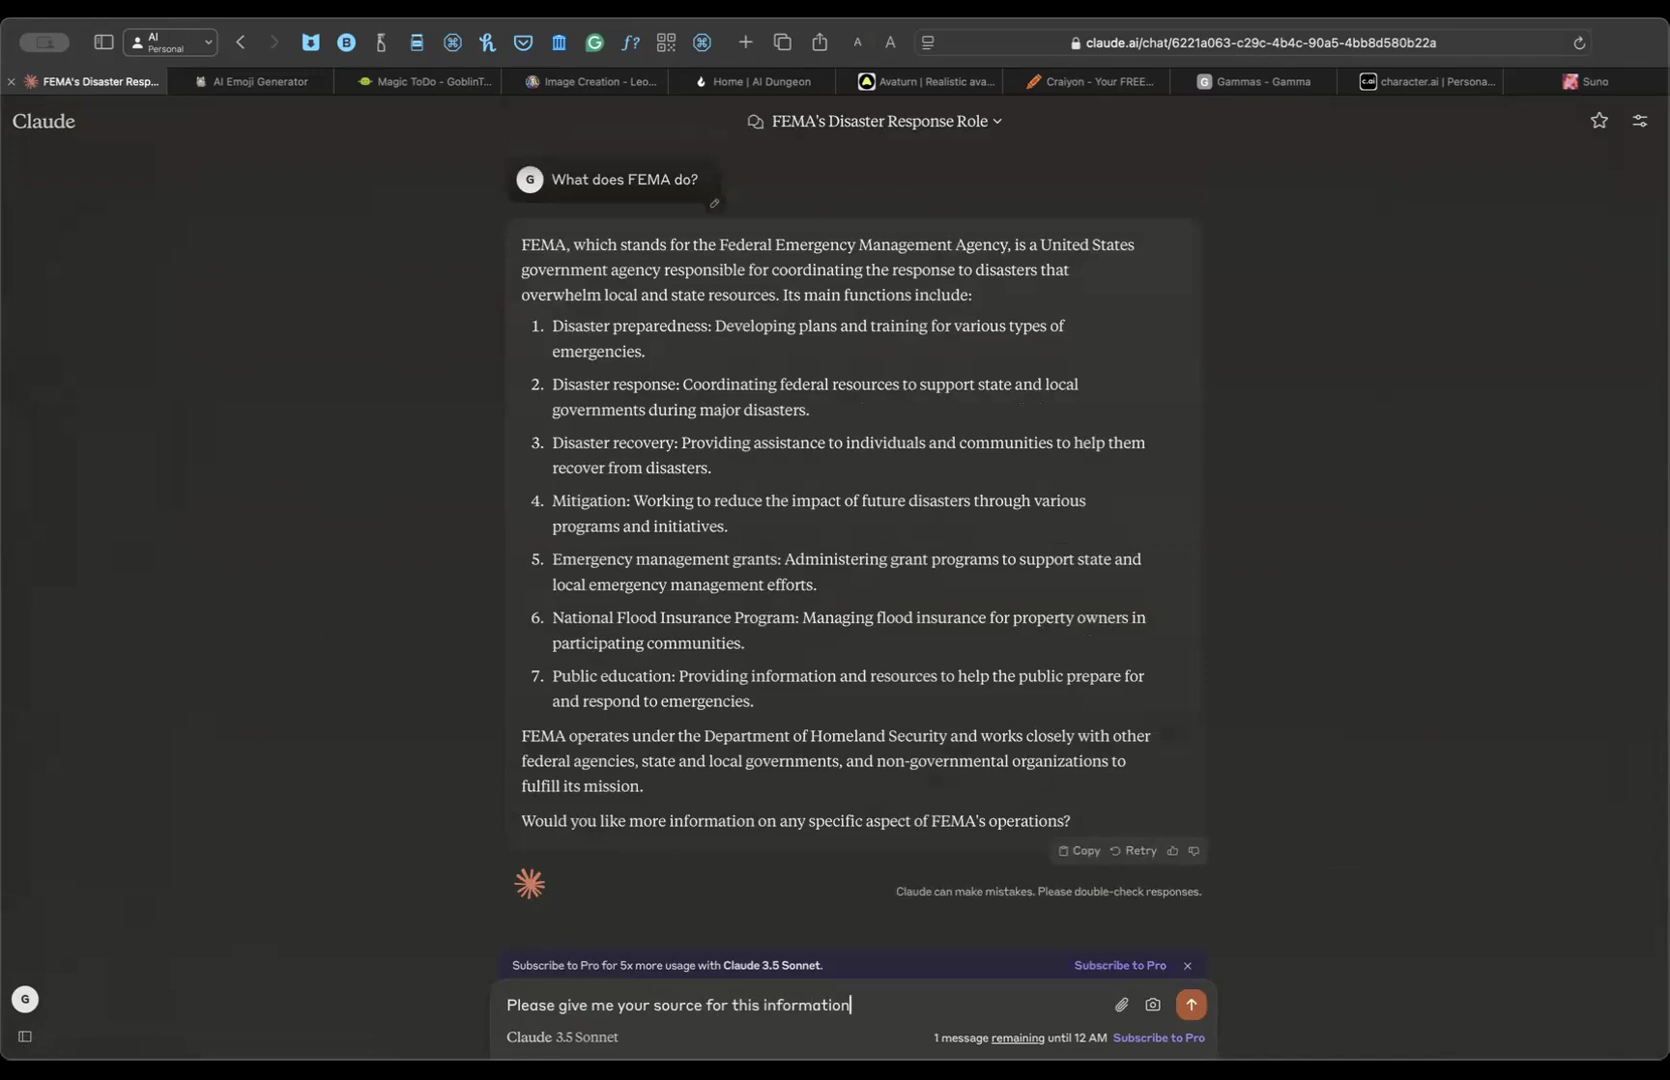 AI
Personal
claude.ai/chat/6221a063-c29c-4b4c-90a5-4bb8d580b22a
FEMA's Disaster Resp...
AI Emoji Generator
Magic ToDo - GoblinT...
Image Creation - Leo...
Home | AI Dungeon
Avaturn | Realistic ava...
Craiyon - Your FREE...
G
Gammas - Gamma
c.ai
character.ai | Persona...
Suno
Claude
FEMA's Disaster Response Role
G
What does FEMA do?
FEMA, which stands for the Federal Emergency Management Agency, is a United States
government agency responsible for coordinating the response to disasters that
overwhelm local and state resources. Its main functions include:
1. Disaster preparedness: Developing plans and training for various types of
emergencies.
2. Disaster response: Coordinating federal resources to support state and local
governments during major disasters.
3. Disaster recovery: Providing assistance to individuals and communities to help them
recover from disasters.
4. Mitigation: Working to reduce the impact of future disasters through various
programs and initiatives.
5. Emergency management grants: Administering grant programs to support state and
local emergency management efforts.
6. National Flood Insurance Program: Managing flood insurance for property owners in
participating communities.
7. Public education: Providing information and resources to help the public prepare for
and respond to emergencies.
FEMA operates under the Department of Homeland Security and works closely with other
federal agencies, state and local governments, and non-governmental organizations to
fulfill its mission.
Would you like more information on any specific aspect of FEMA's operations?
Copy Retry
Claude can make mistakes. Please double-check responses.
Subscribe to Pro for 5x more usage with Claude 3.5 Sonnet.
Subscribe to Pro
G
Please give me your source for this information
Claude 3.5 Sonnet
1 message remaining until 12 AM Subscribe to Pro